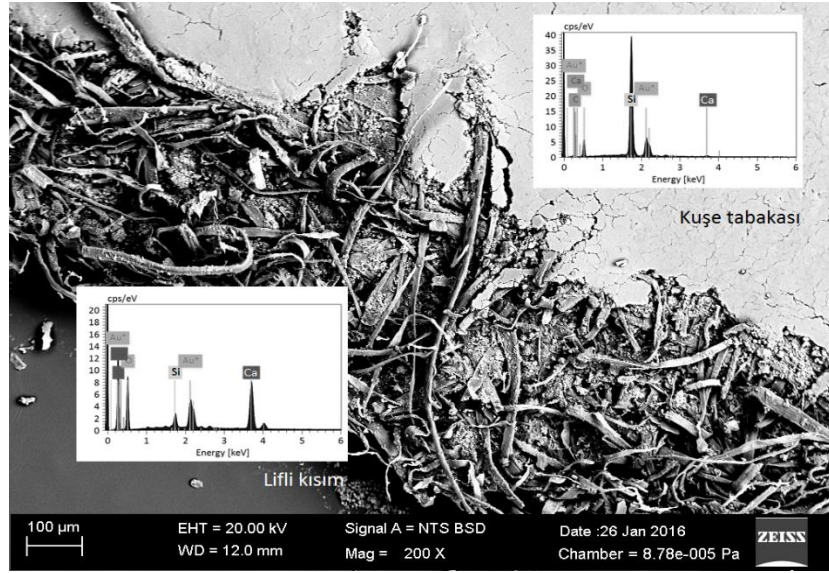 cps/eV
40
35
30
25
20
15
10
5
0
Au*
Ca
C
O
Si
Au*
Ca
0 1 2 3 4 5 6
Energy [keV]
Kuşe tabakası
cps/eV
20
18
16
14
12
10
8
6
4
2
0
Au*
Si
Au*
Ca
0 1 2 3 4 5 6
Energy [keV]
Lifli kısım
100 µm
EHT = 20.00 kV
WD = 12.0 mm
Signal A = NTS BSD
Mag = 200 X
Date :26 Jan 2016
Chamber = 8.78e-005 Pa
ZEISS